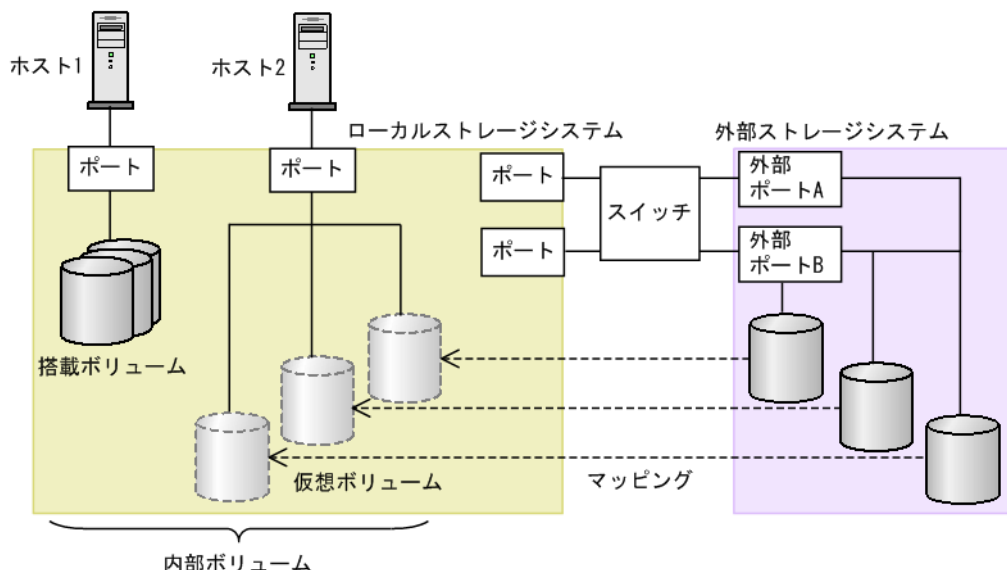 ホスト1
ホスト2
ローカルストレージシステム
外部ストレージシステム
ポート
ポート
ポート
スイッチ
外部
ポートA
ポート
外部
ポートB
搭載ボリューム
仮想ボリューム
マッピング
内部ボリューム